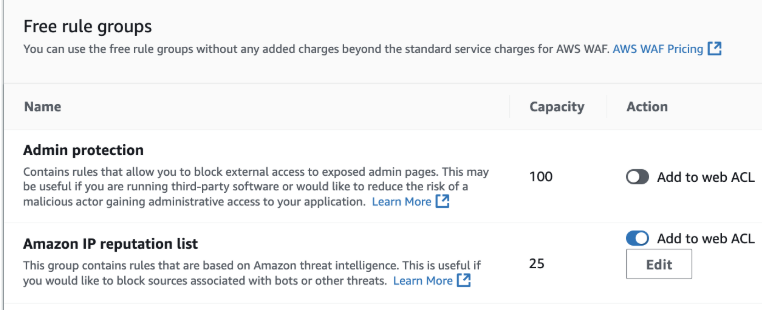 Free rule groups
You can use the free rule groups without any added charges beyond the standard service charges for AWS WAF. AWS WAF Pricing
Name Capacity Action
Admin protection
Contains rules that allow you to block external access to exposed admin pages. This may
be useful if you are running third-party software or would like to reduce the risk of a
malicious actor gaining administrative access to your application. Learn More
100
Add to web ACL
Amazon IP reputation list
This group contains rules that are based on Amazon threat intelligence. This is useful if
you would like to block sources associated with bots or other threats. Learn More
25
Add to web ACL
Edit